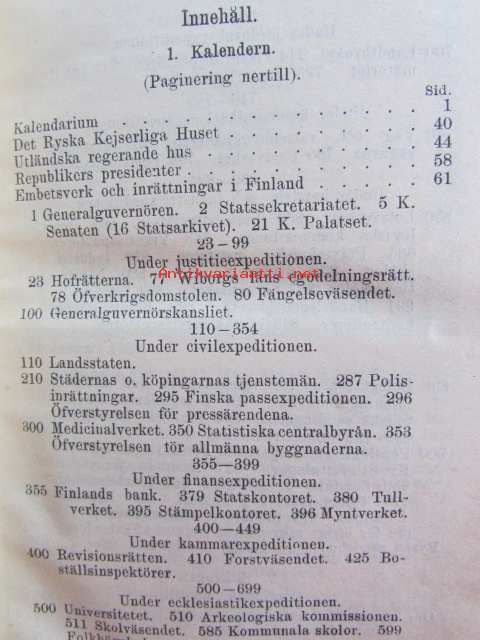 Innehåll.
1. Kalendern.
(Paginering nertill).
Sid.
Kalendarium . . . . . . . . . . . 1
Det Ryska Kejserliga Huset . . . . . . . 40
Utländska regerande hus . . . . . . . 44
Republikers presidenter . . . . . . . . 58
Embetsverk och inrättningar i Finland . . . . 61
1 Generalguvernören. 2 Statssekretariatet. 5 K.
Senaten (16 Statsarkivet). 21 K. Palatset.
23—99
Under justitieexpeditionen.
Antikvariaatti.net
23 Hofrätterna. 77 Wiborgs läns egodelningsrätt.
78 Öfverkrigsdomstolen. 80 Fängelseväsendet.
100 Generalguvernörskansliet.
110—354
Under civilexpeditionen.
110 Landsstaten.
210 Städernas o. köpingarnas tjenstemän. 287 Polis-
inrättningar. 295 Finska passexpeditionen. 296
Öfverstyrelsen för pressärendena.
300 Medicinalverket. 350 Statistiska centralbyrån. 353
Öfverstyrelsen för allmänna byggnaderna.
355—399
Under finansexpeditionen.
355 Finlands bank. 379 Statskontoret. 380 Tull-
verket. 395 Stämpelkontoret. 396 Myntverket.
400—449
Under kammarexpeditionen.
400 Revisionsrätten. 410 Forstväsendet. 425 Bo-
ställsinspektörer.
500—699
Under ecklesiastikexpeditionen.
500 Universitetet. 510 Arkeologiska kommissionen.
511 Skolväsendet. 585 Kommunala skolor. 599